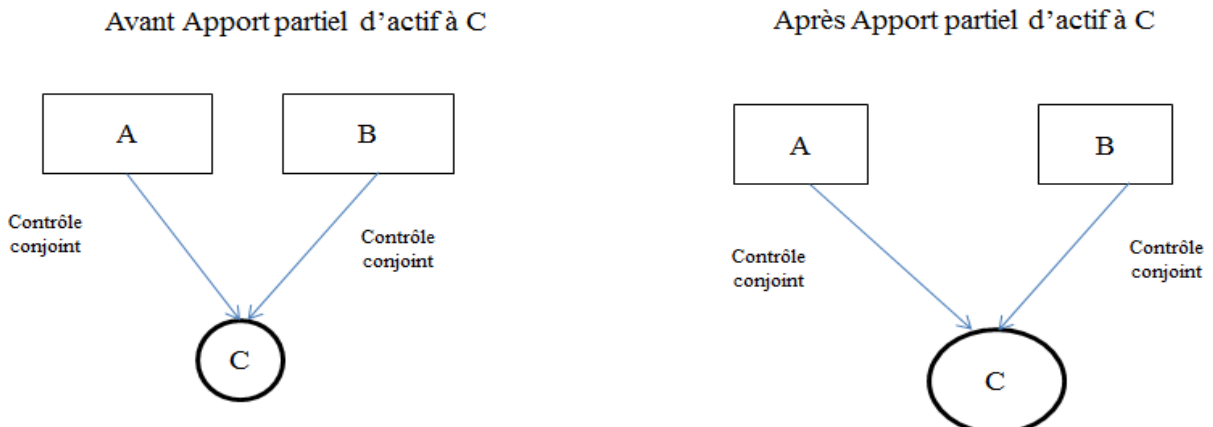 Avant Apport partiel d’actif à C
A
B
Contrôle
conjoint
Contrôle
conjoint
C
Après Apport partiel d’actif à C
A
B
Contrôle
conjoint
Contrôle
conjoint
C